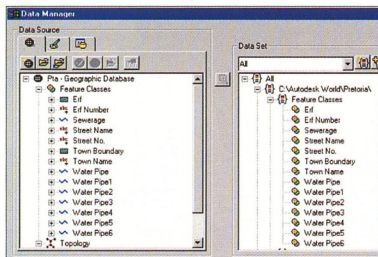 Data Manager
Data Source
Pta - Geographic Database
Feature Classes
Erf
Erf Number
Sewerage
Street Name
Street No.
Town Boundary
Town Name
Water Pipe
Water Pipe1
Water Pipe2
Water Pipe3
Water Pipe4
Water Pipe5
Water Pipe6
Topology
Data Set
All
All
C:\Autodesk World\Pretoria\
Feature Classes
Erf
Erf Number
Sewerage
Street Name
Street No.
Town Boundary
Town Name
Water Pipe
Water Pipe1
Water Pipe2
Water Pipe3
Water Pipe4
Water Pipe5
Water Pipe6